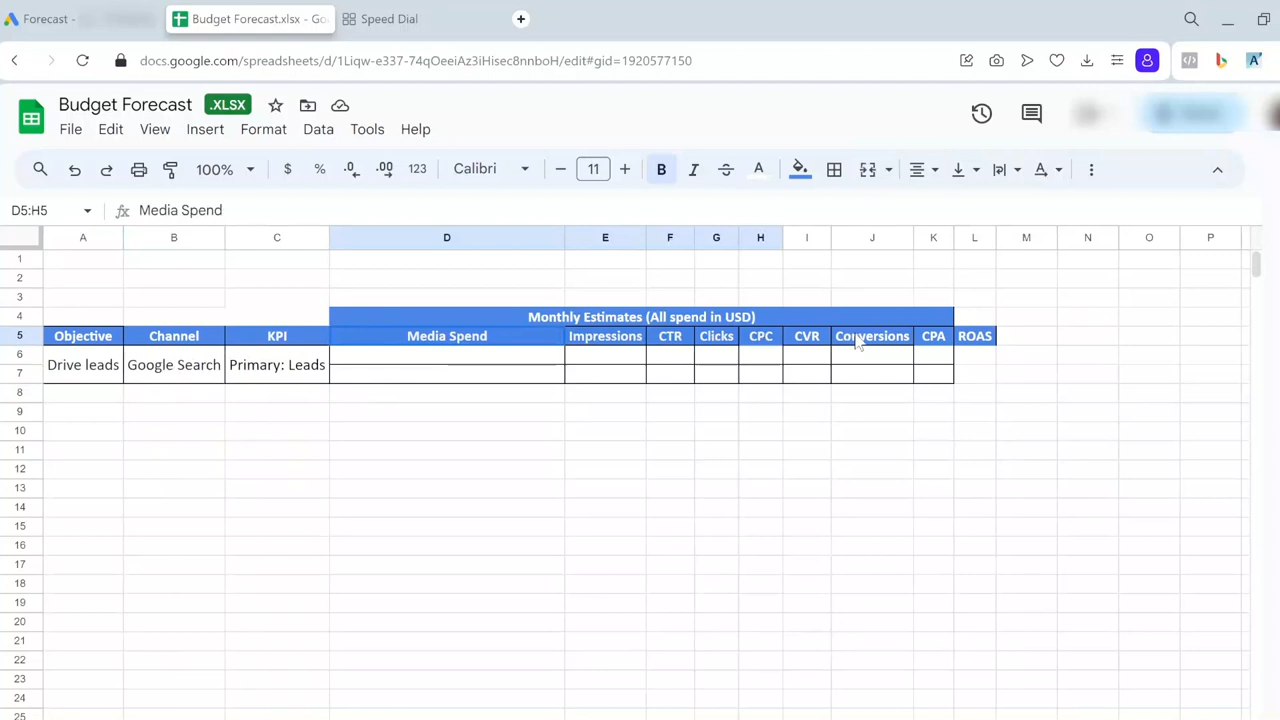 Forecast -
Budget Forecast.xlsx - Go
Speed Dial
docs.google.com/spreadsheets/d/1Liqw-e337-74qOeeiAz3iHisec8nnboH/edit#gid=1920577150
Budget Forecast .XLSX
File Edit View Insert Format Data Tools Help
100% $ % .0 .00 123 Calibri 11 B I A
D5:H5 fx Media Spend
A B C D E F G H I J K L M N O P
1
2
3
4 Monthly Estimates (All spend in USD)
5 Objective Channel KPI Media Spend Impressions CTR Clicks CPC CVR Conversions CPA ROAS
6
Drive leads Google Search Primary: Leads
7
8
9
10
11
12
13
14
15
16
17
18
19
20
21
22
23
24
25